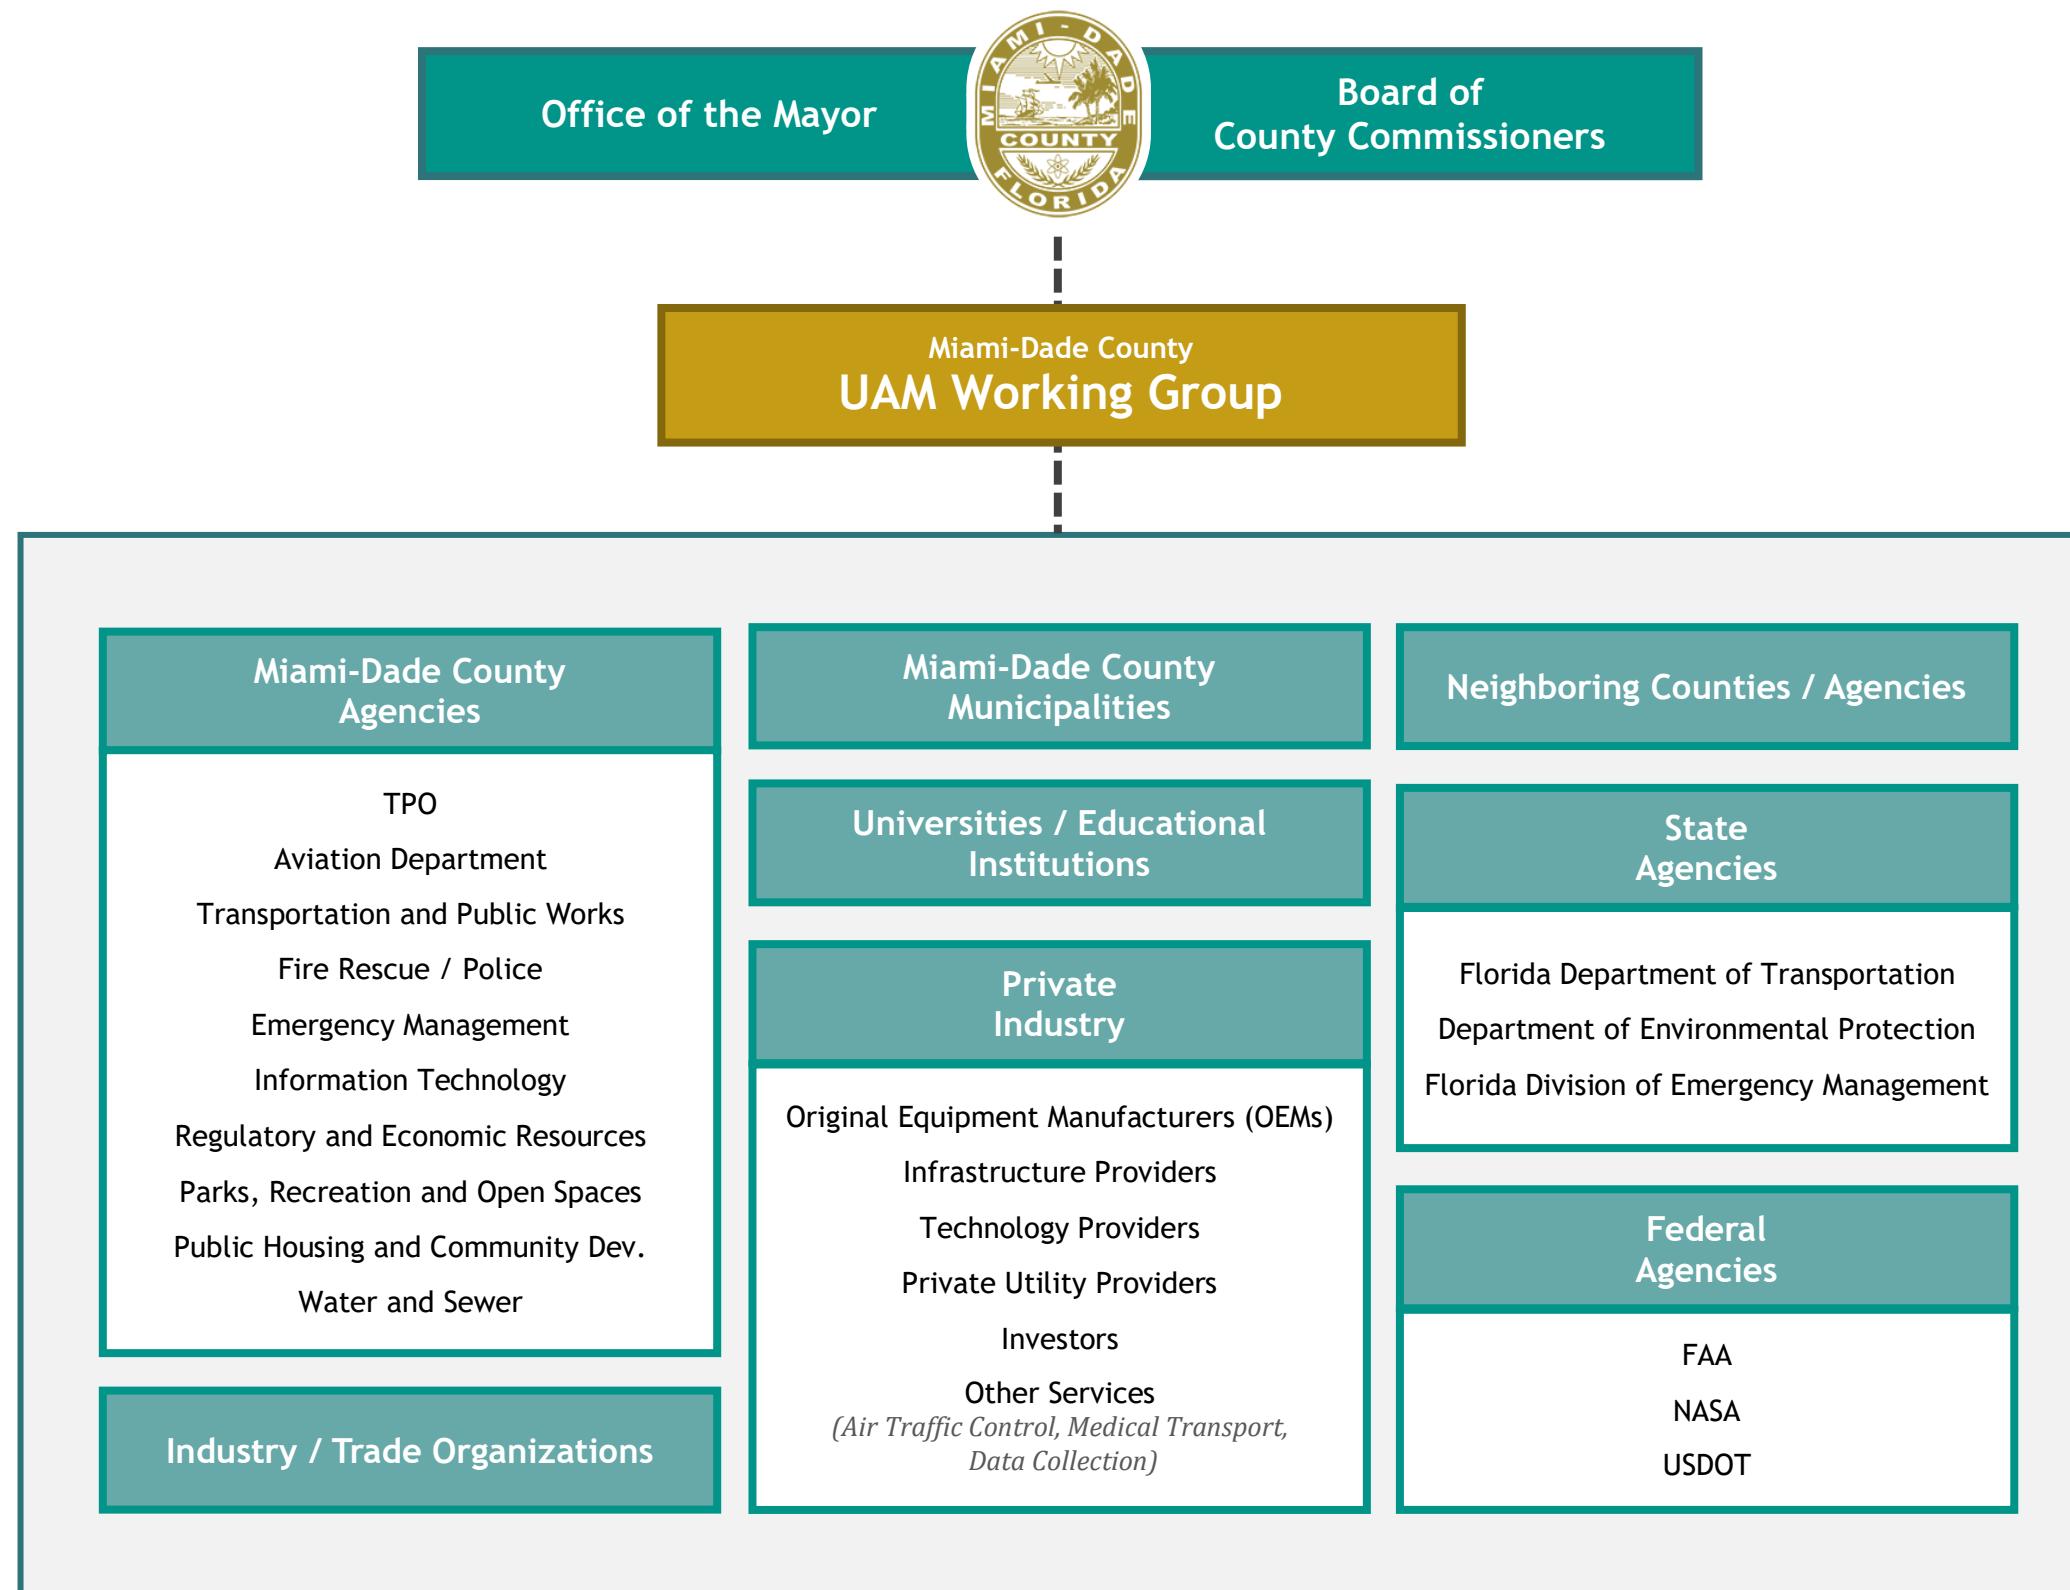 Office of the Mayor
MIAMI-DADE
COUNTY
FLORIDA
Board of
County Commissioners
Miami-Dade County
UAM Working Group
Miami-Dade County
Agencies
TPO
Aviation Department
Transportation and Public Works
Fire Rescue / Police
Emergency Management
Information Technology
Regulatory and Economic Resources
Parks, Recreation and Open Spaces
Public Housing and Community Dev.
Water and Sewer
Industry / Trade Organizations
Miami-Dade County
Municipalities
Universities / Educational
Institutions
Private
Industry
Original Equipment Manufacturers (OEMs)
Infrastructure Providers
Technology Providers
Private Utility Providers
Investors
Other Services
(Air Traffic Control, Medical Transport,
Data Collection)
Neighboring Counties / Agencies
State
Agencies
Florida Department of Transportation
Department of Environmental Protection
Florida Division of Emergency Management
Federal
Agencies
FAA
NASA
USDOT